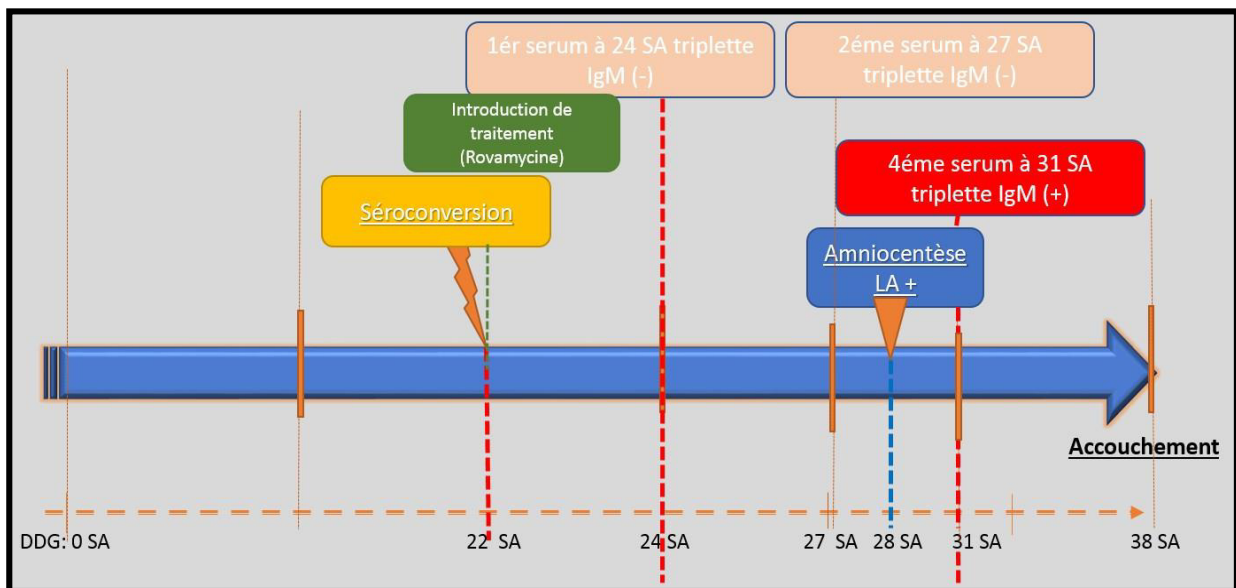 1ér serum à 24 SA triplette
IgM (-)
2éme serum à 27 SA
triplette IgM (-)
Introduction de
traitement
(Rovamycine)
4éme serum à 31 SA
triplette IgM (+)
Séroconversion
Amniocentèse
LA +
Accouchement
DDG: 0 SA
22 SA
24 SA
27 SA
28 SA
31 SA
38 SA